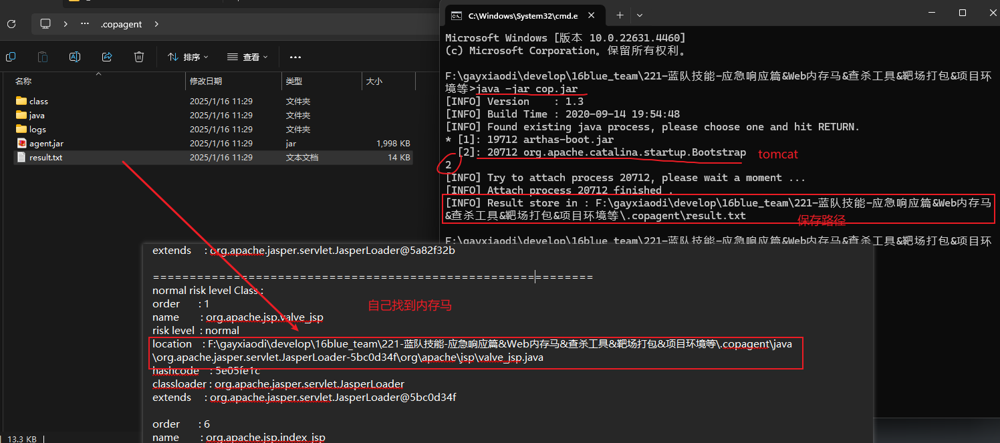 .copagent
排序
查看
名称
修改日期
类型
大小
class
2025/1/16 11:29
文件夹
java
2025/1/16 11:29
文件夹
logs
2025/1/16 11:29
文件夹
agent.jar
2025/1/16 11:29
jar
1,998 KB
result.txt
2025/1/16 11:29
文本文档
14 KB
13.3 KB
C:\Windows\System32\cmd.e
Microsoft Windows [版本 10.0.22631.4460]
(c) Microsoft Corporation。保留所有权利。
F:\gayxiaodi\develop\16blue_team\221-蓝队技能-应急响应篇&Web内存马&查杀工具&靶场打包&项目环
境等>java -jar cop.jar
[INFO] Version : 1.3
[INFO] Build Time : 2020-09-14 19:54:48
[INFO] Found existing java process, please choose one and hit RETURN.
* [1]: 19712 arthas-boot.jar
[2]: 20712 org.apache.catalina.startup.Bootstrap
tomcat
2
[INFO] Try to attach process 20712, please wait a moment ...
[INFO] Attach process 20712 finished .
[INFO] Result store in : F:\gayxiaodi\develop\16blue_team\221-蓝队技能-应急响应篇&Web内存马
&查杀工具&靶场打包&项目环境等\.copagent\result.txt
保存路径
F:\gayxiaodi\develop\16blue_team\221-蓝队技能-应急响应篇&Web内存马&查杀工具&靶场打包&项目环
extends : org.apache.jasper.servlet.JasperLoader@5a82f32b
=========================================================
normal risk level Class :
order : 1
自己找到内存马
name : org.apache.jsp.valve_jsp
risk level : normal
location : F:\gayxiaodi\develop\16blue_team\221-蓝队技能-应急响应篇&Web内存马&查杀工具&靶场打包&项目环境等\.copagent\java
\org.apache.jasper.servlet.JasperLoader-5bc0d34f\org\apache\jsp\valve_jsp.java
hashcode : 5e05fe1c
classloader : org.apache.jasper.servlet.JasperLoader
extends : org.apache.jasper.servlet.JasperLoader@5bc0d34f
order : 6
name : org.apache.jsp.index_jsp